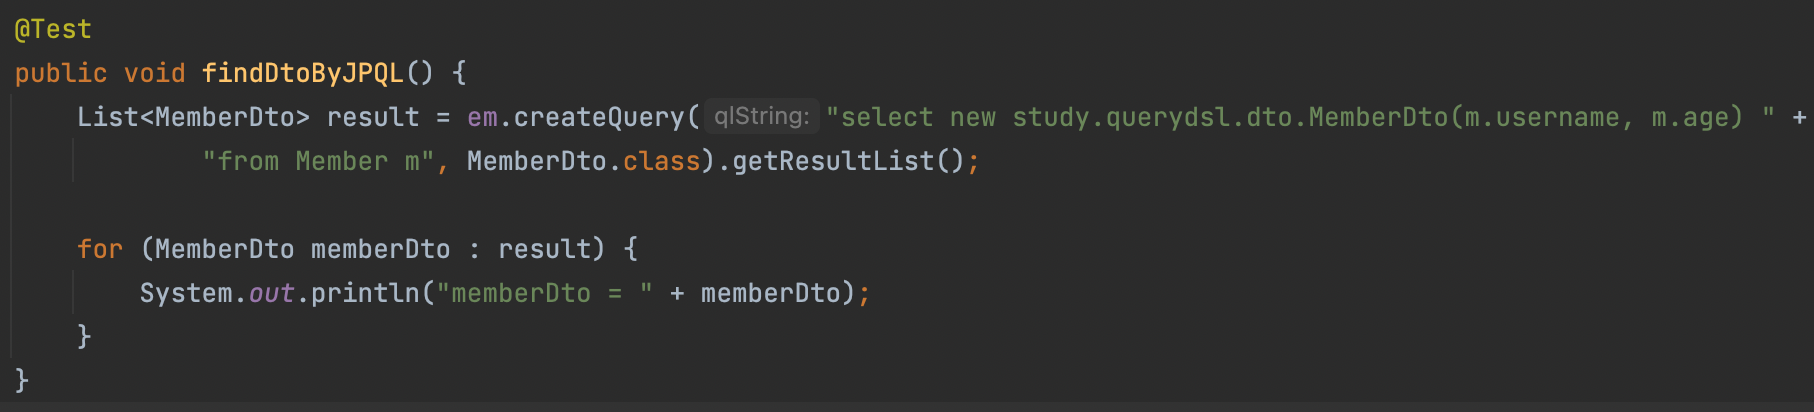 @Test
public void findDtoByJPQL() {
    List<MemberDto> result = em.createQuery( qlString: "select new study.querydsl.dto.MemberDto(m.username, m.age) " +
            "from Member m", MemberDto.class).getResultList();
    for (MemberDto memberDto : result) {
        System.out.println("memberDto = " + memberDto);
    }
}